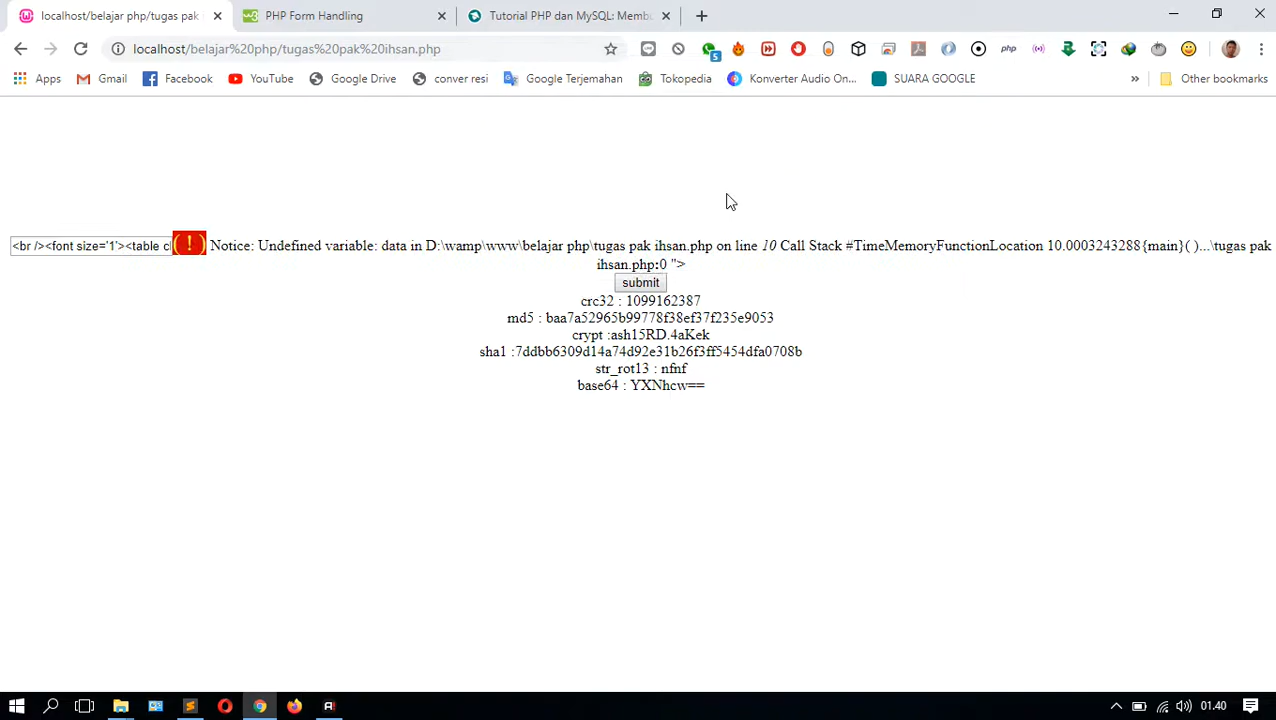 localhost/belajar php/tugas pak
PHP Form Handling
Tutorial PHP dan MySQL: Memb
localhost/belajar%20php/tugas%20pak%20ihsan.php
php
5
Apps
Gmail
Facebook
YouTube
Google Drive
conver resi
Google Terjemahan
Tokopedia
Konverter Audio On...
SUARA GOOGLE
»
Other bookmarks
<br /><font size='1'><table cl
( ! ) Notice: Undefined variable: data in D:\wamp\www\belajar php\tugas pak ihsan.php on line 10 Call Stack #TimeMemoryFunctionLocation 10.0003243288{main}( )...\tugas pak
ihsan.php:0 ">
submit
crc32 : 1099162387
md5 : baa7a52965b99778f38ef37f235e9053
crypt :ash15RD.4aKek
sha1 :7ddbb6309d14a74d92e31b26f3ff5454dfa0708b
str_rot13 : nfnf
base64 : YXNhcw==
01.40